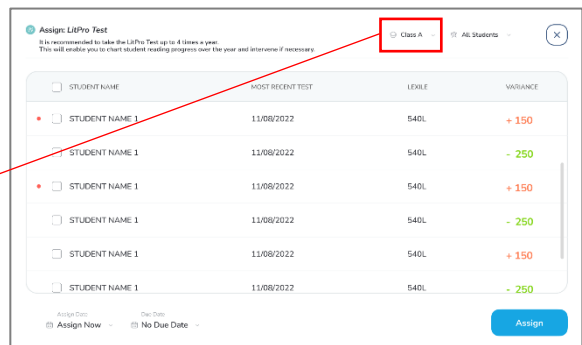 Assign: LitPro Test
It is recommended to take the LitPro Test up to 4 times a year.
This will enable you to chart student reading progress over the year and intervene if necessary.
Class A
All Students
STUDENT NAME MOST RECENT TEST LEXILE VARIANCE
STUDENT NAME 1 11/08/2022 540L + 150
STUDENT NAME 1 11/08/2022 540L - 250
STUDENT NAME 1 11/08/2022 540L + 150
STUDENT NAME 1 11/08/2022 540L - 250
STUDENT NAME 1 11/08/2022 540L + 150
STUDENT NAME 1 11/08/2022 540L - 250
Assign Date Due Date
Assign Now No Due Date
Assign